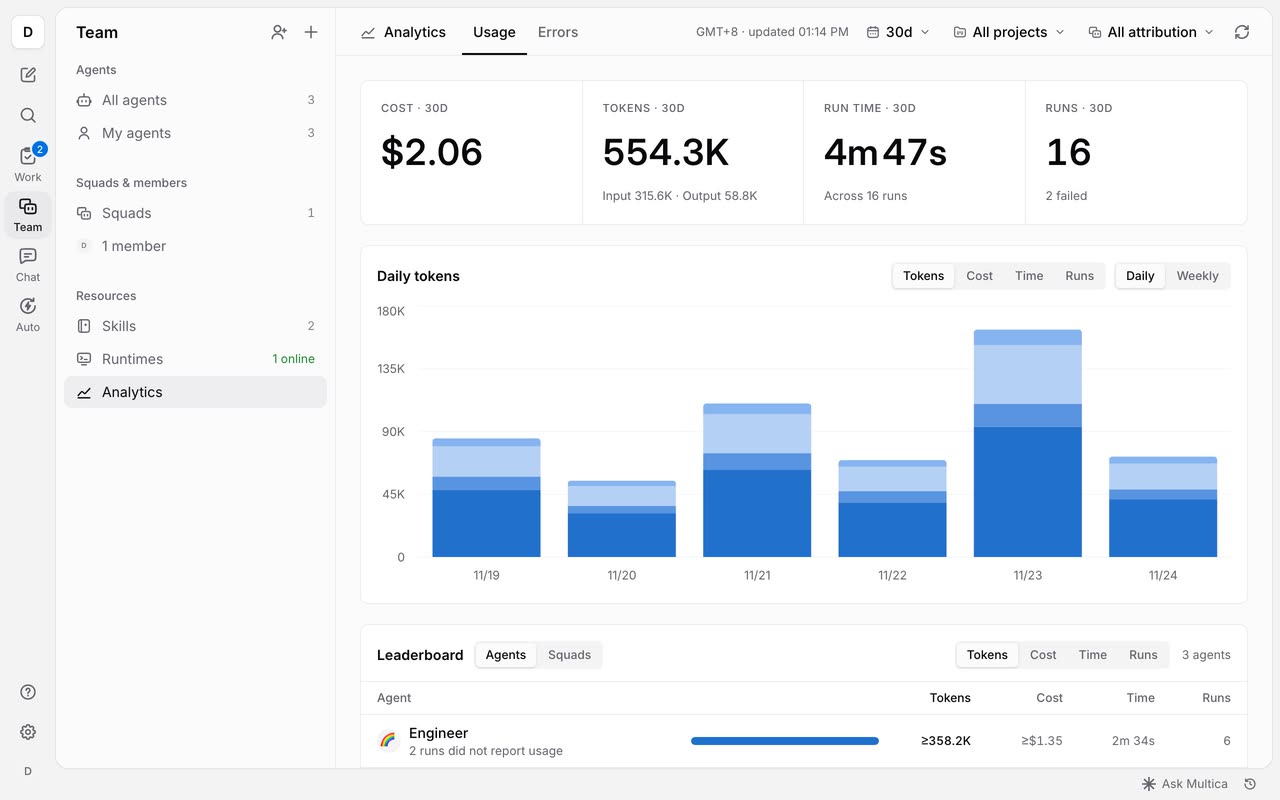 D
2
Work
Team
Chat
Auto
D
Team
Agents
All agents 3
My agents 3
Squads & members
Squads 1
D 1 member
Resources
Skills 2
Runtimes 1 online
Analytics
Analytics Usage Errors GMT+8 · updated 01:14 PM 30d All projects All attribution
COST · 30D
$2.06
TOKENS · 30D
554.3K
Input 315.6K · Output 58.8K
RUN TIME · 30D
4m 47s
Across 16 runs
RUNS · 30D
16
2 failed
Daily tokens Tokens Cost Time Runs Daily Weekly
180K
135K
90K
45K
0
11/19 11/20 11/21 11/22 11/23 11/24
Leaderboard Agents Squads Tokens Cost Time Runs 3 agents
Agent Tokens Cost Time Runs
Engineer ≥358.2K ≥$1.35 2m 34s 6
2 runs did not report usage
Ask Multica